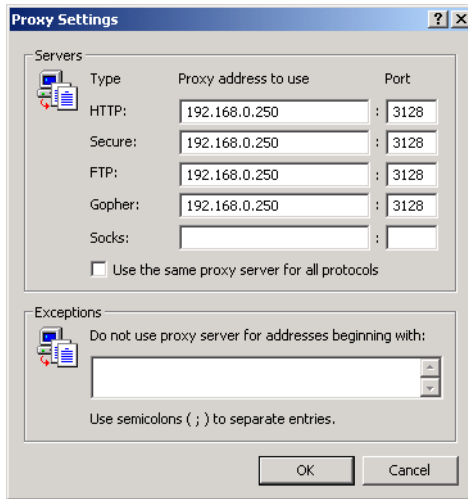 Proxy Settings
Servers
Type Proxy address to use Port
HTTP: 192.168.0.250 : 3128
Secure: 192.168.0.250 : 3128
FTP: 192.168.0.250 : 3128
Gopher: 192.168.0.250 : 3128
Socks: :
Use the same proxy server for all protocols
Exceptions
Do not use proxy server for addresses beginning with:
Use semicolons ( ; ) to separate entries.
OK Cancel